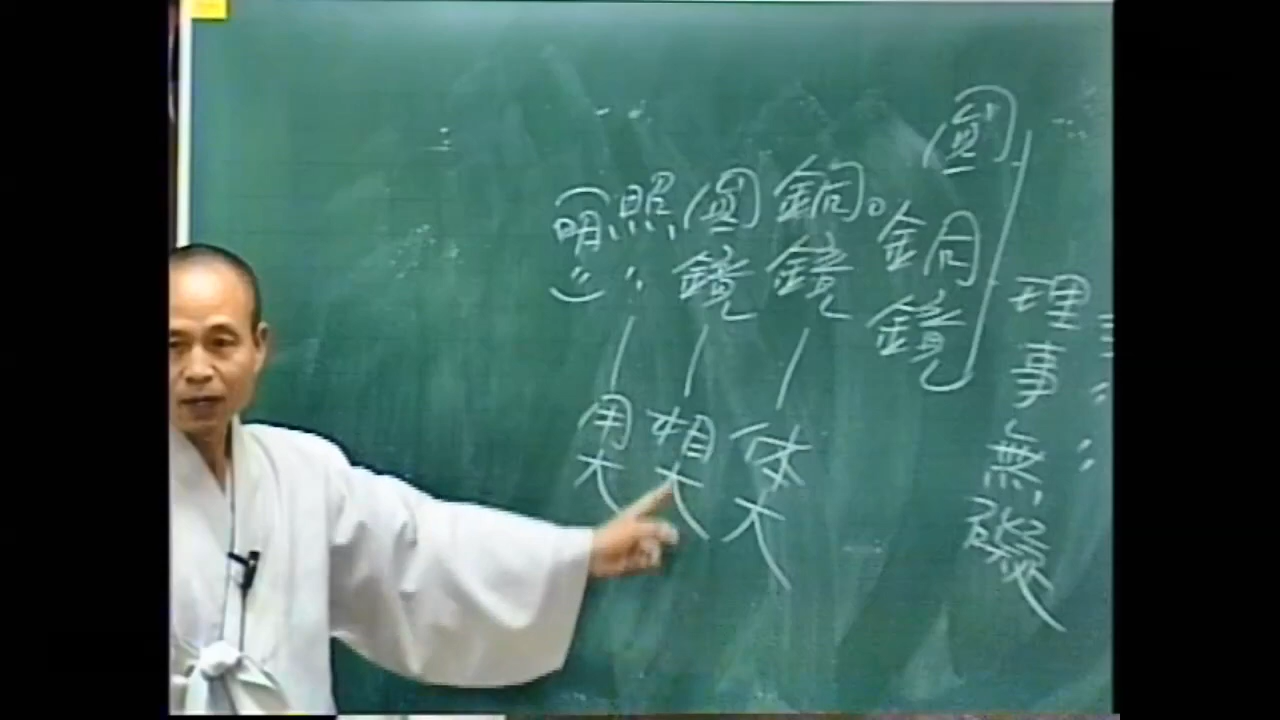 理事無礙
圓銅鏡
銅鏡 — 体大
圓鏡 — 相大
照〃 — 用大
(明〃)